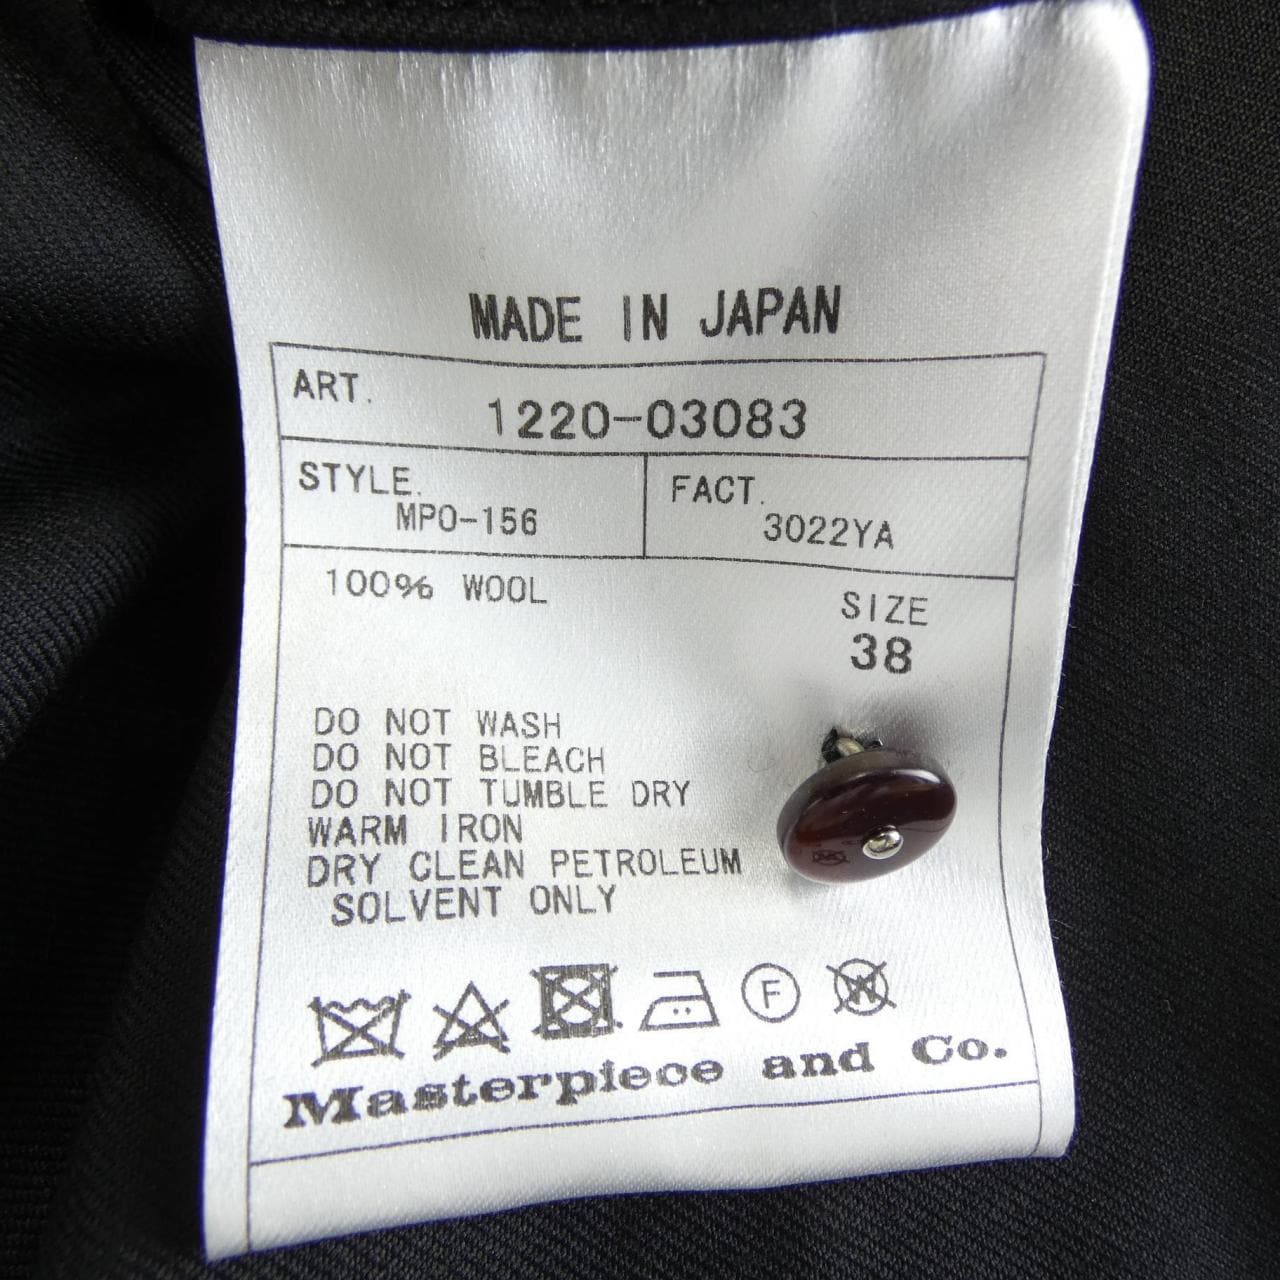 MADE IN JAPAN
ART.
1220-03083
STYLE.
MPO-156
FACT.
3022YA
100% WOOL
SIZE
38
DO NOT WASH
DO NOT BLEACH
DO NOT TUMBLE DRY
WARM IRON
DRY CLEAN PETROLEUM
SOLVENT ONLY
F
W
Masterpiece and Co.